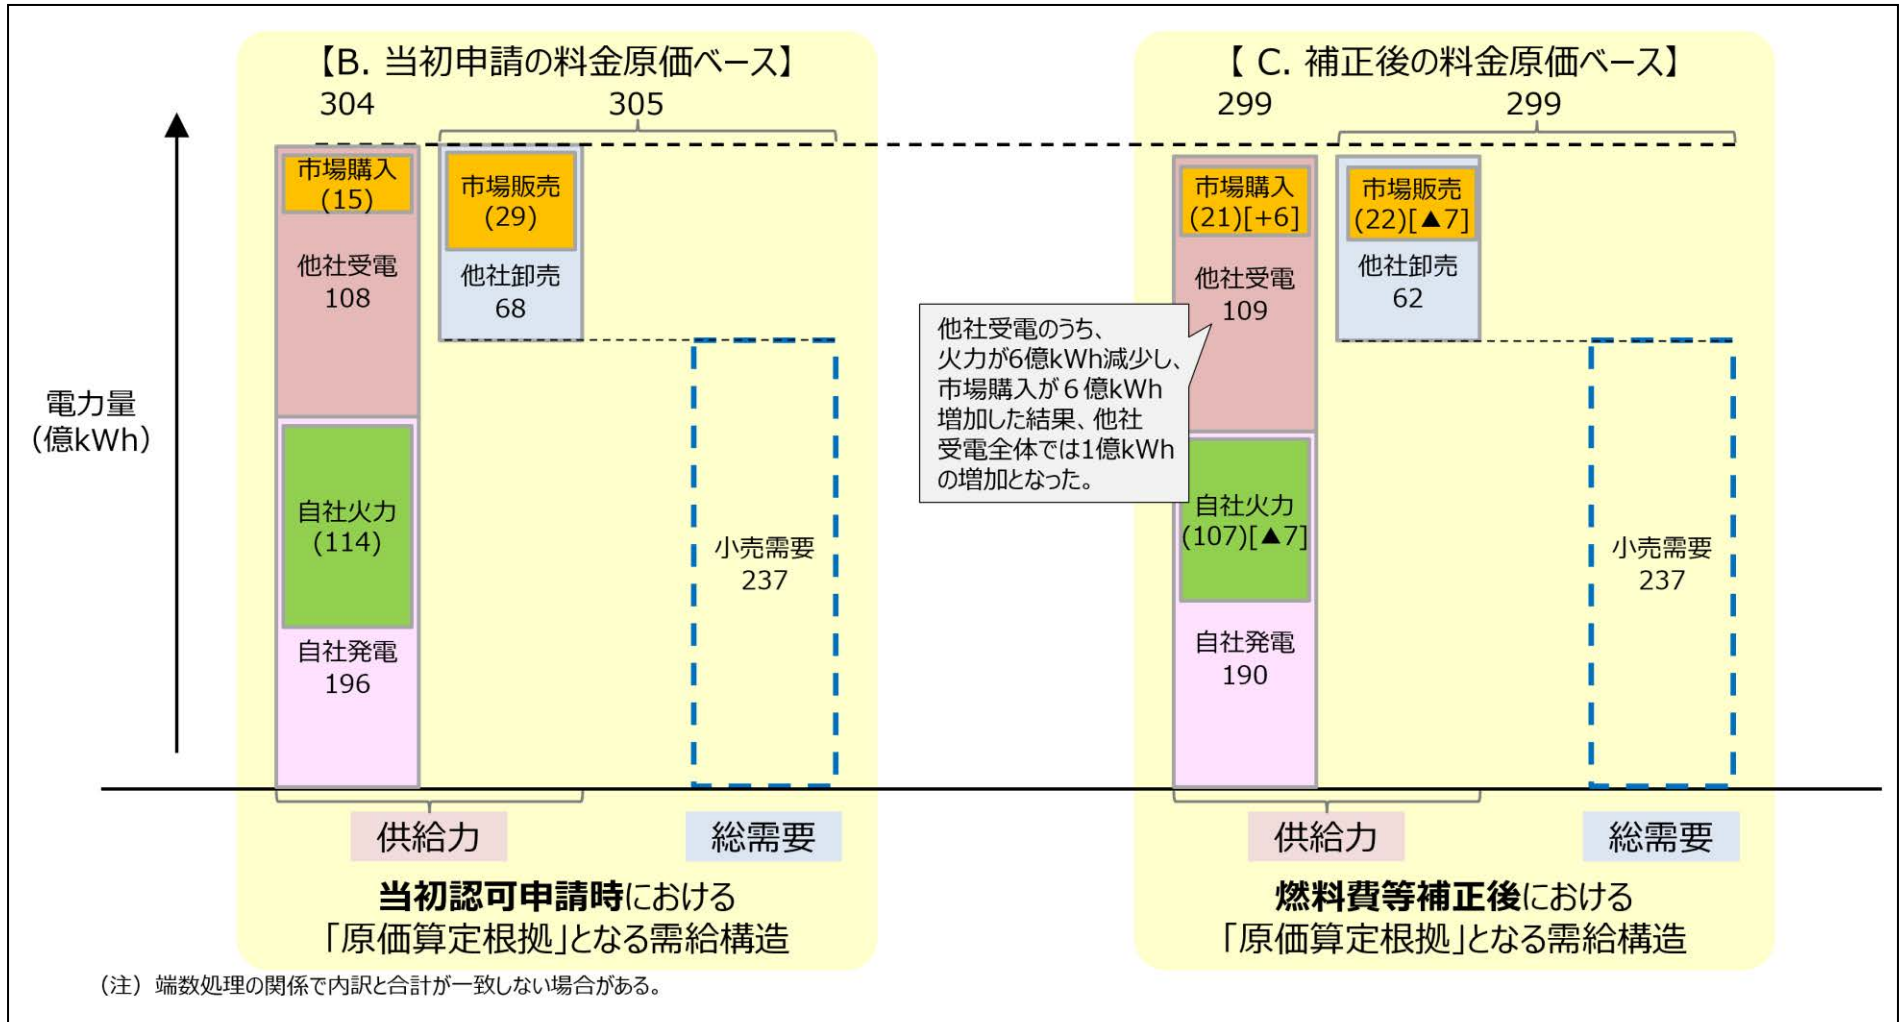 【B. 当初申請の料金原価ベース】
304
305
市場購入
(15)
他社受電
108
自社火力
(114)
自社発電
196
市場販売
(29)
他社卸売
68
小売需要
237
供給力
総需要
当初認可申請時における
「原価算定根拠」となる需給構造
電力量
(億kWh)
【 C. 補正後の料金原価ベース】
299
299
市場購入
(21)[+6]
他社受電
109
他社受電のうち、
火力が6億kWh減少し、
市場購入が６億kWh
増加した結果、他社
受電全体では1億kWh
の増加となった。
自社火力
(107)[▲7]
自社発電
190
市場販売
(22)[▲7]
他社卸売
62
小売需要
237
供給力
総需要
燃料費等補正後における
「原価算定根拠」となる需給構造
（注）端数処理の関係で内訳と合計が一致しない場合がある。